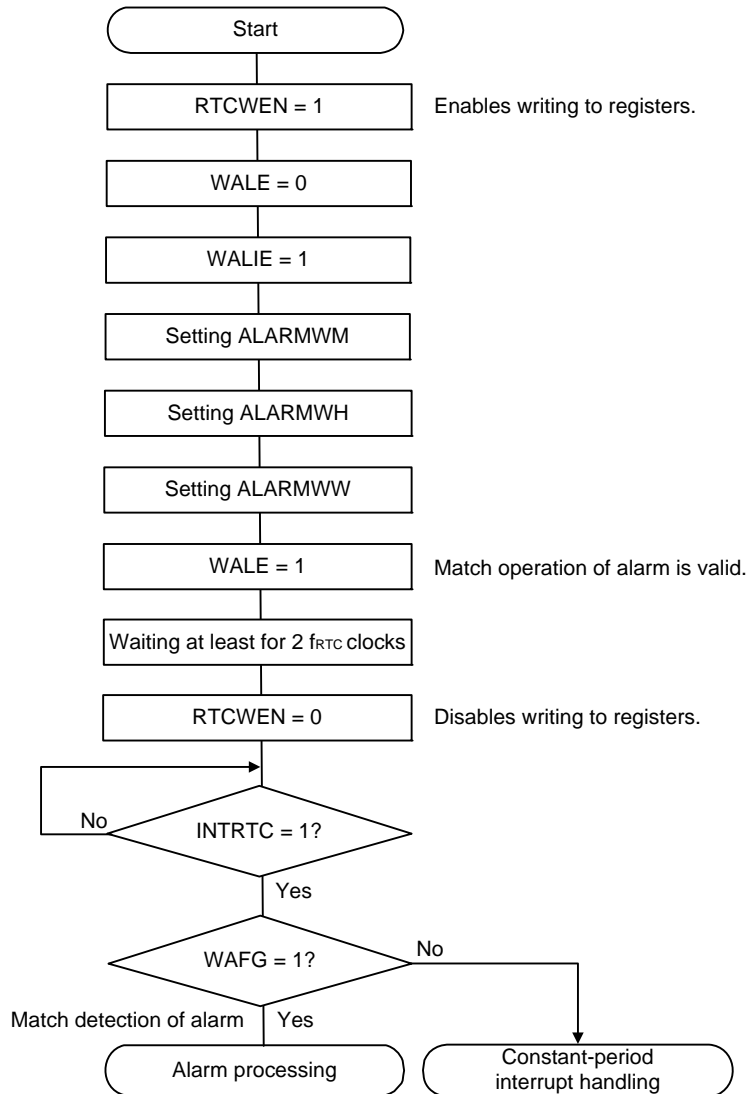 Start
RTCWEN = 1
Enables writing to registers.
WALE = 0
WALIE = 1
Setting ALARMWM
Setting ALARMWH
Setting ALARMWW
WALE = 1
Match operation of alarm is valid.
Waiting at least for 2 fRTC clocks
RTCWEN = 0
Disables writing to registers.
No
INTRTC = 1?
Yes
WAFG = 1?
No
Match detection of alarm
Yes
Alarm processing
Constant-period
interrupt handling